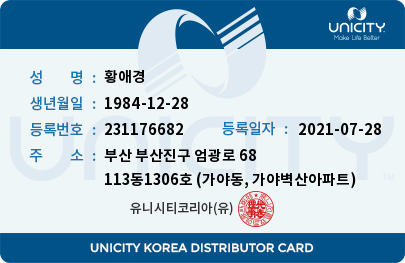 UNICITY
Make Life Better
성 명 : 황애경
생년월일 : 1984-12-28
등록번호 : 231176682 등록일자 : 2021-07-28
주 소 : 부산 부산진구 엄광로 68
113동1306호 (가야동, 가야벽산아파트)
UNICITY
유니시티코리아(유)
UNICITY KOREA DISTRIBUTOR CARD